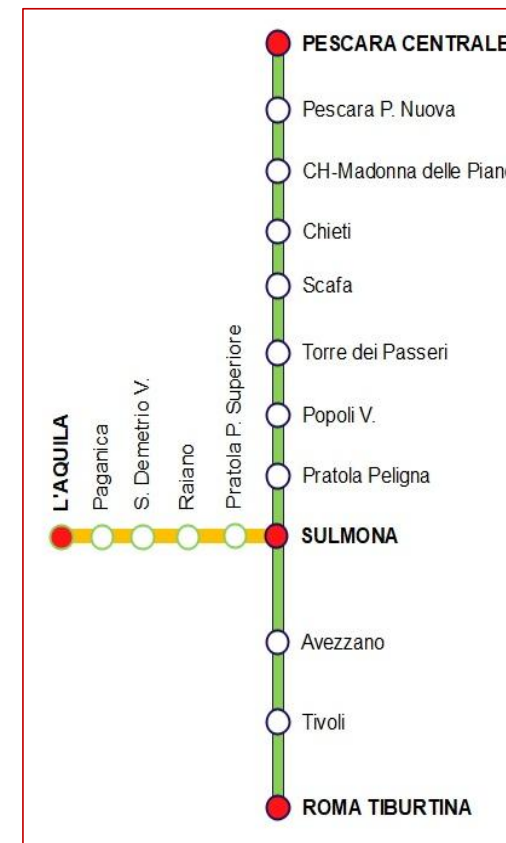 PESCARA CENTRALE
Pescara P. Nuova
CH-Madonna delle Piane
Chieti
Scafa
Torre dei Passeri
Popoli V.
Pratola Peligna
L'AQUILA
Paganica
S. Demetrio V.
Raiano
Pratola P. Superiore
SULMONA
Avezzano
Tivoli
ROMA TIBURTINA